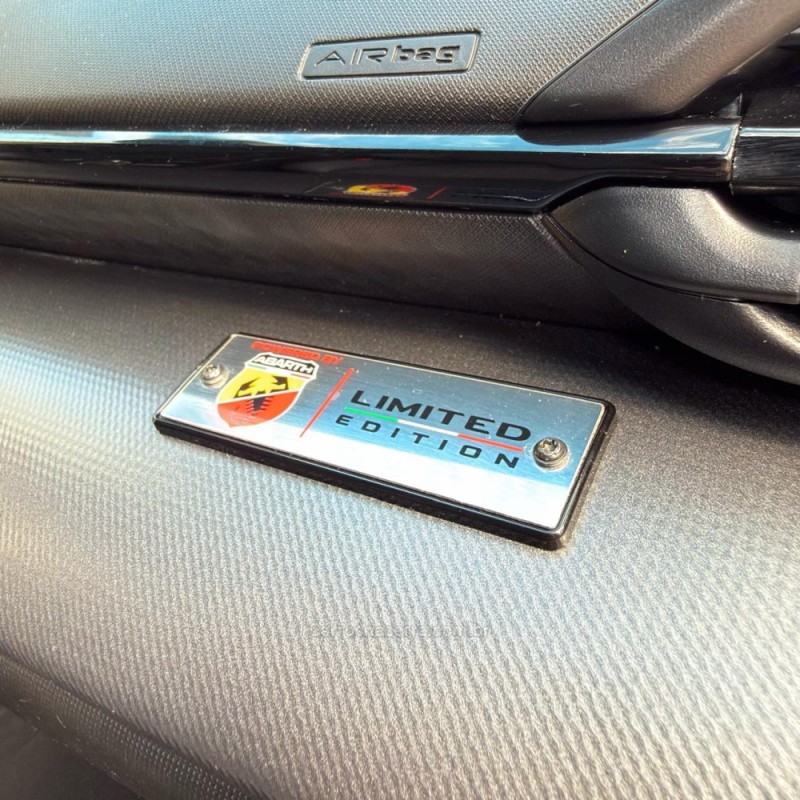 AIRbag
POWERED BY
ABARTH
LIMITED
EDITION